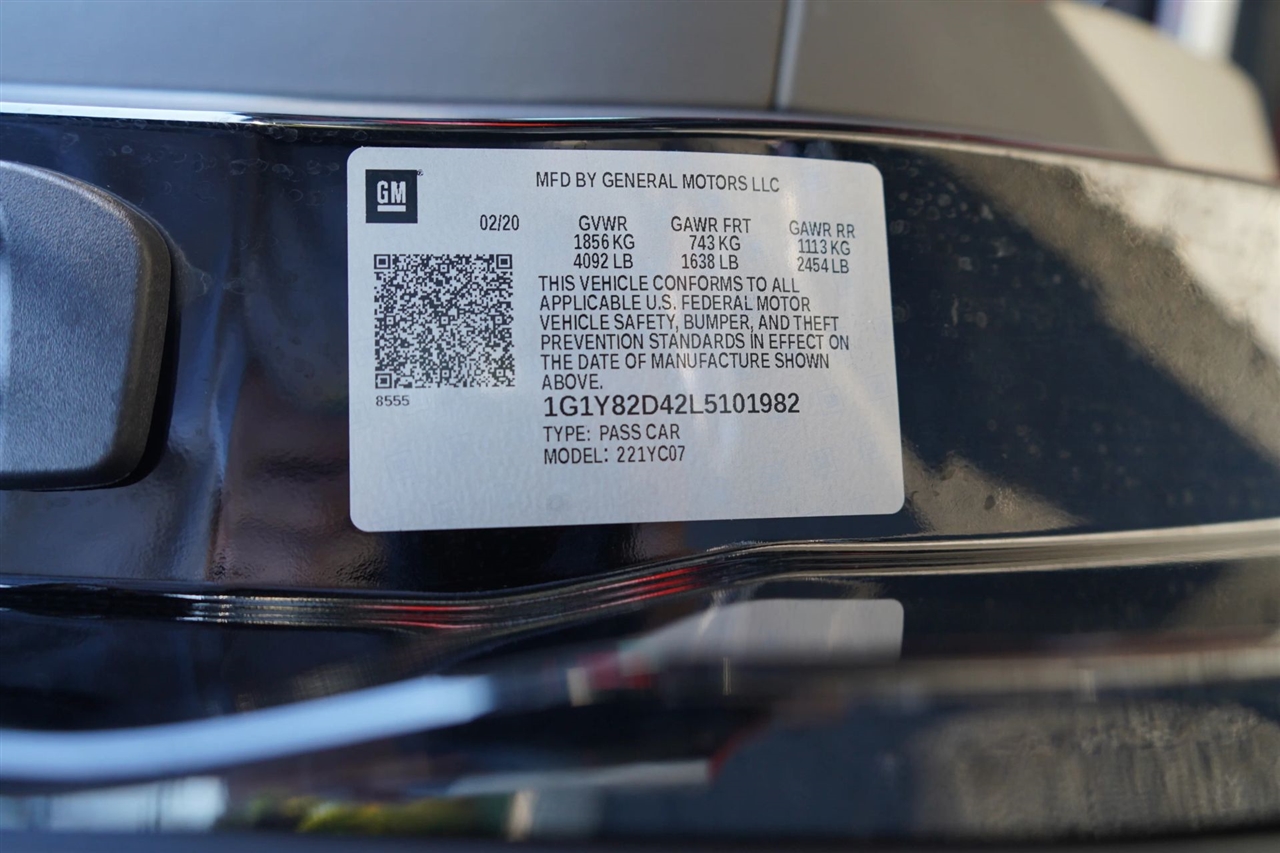 GM
MFD BY GENERAL MOTORS LLC
02/20 GVWR GAWR FRT GAWR RR
1856 KG 743 KG 1113 KG
4092 LB 1638 LB 2454 LB
THIS VEHICLE CONFORMS TO ALL
APPLICABLE U.S. FEDERAL MOTOR
VEHICLE SAFETY, BUMPER, AND THEFT
PREVENTION STANDARDS IN EFFECT ON
THE DATE OF MANUFACTURE SHOWN
ABOVE.
8555
1G1Y82D42L5101982
TYPE: PASS CAR
MODEL: 221YC07